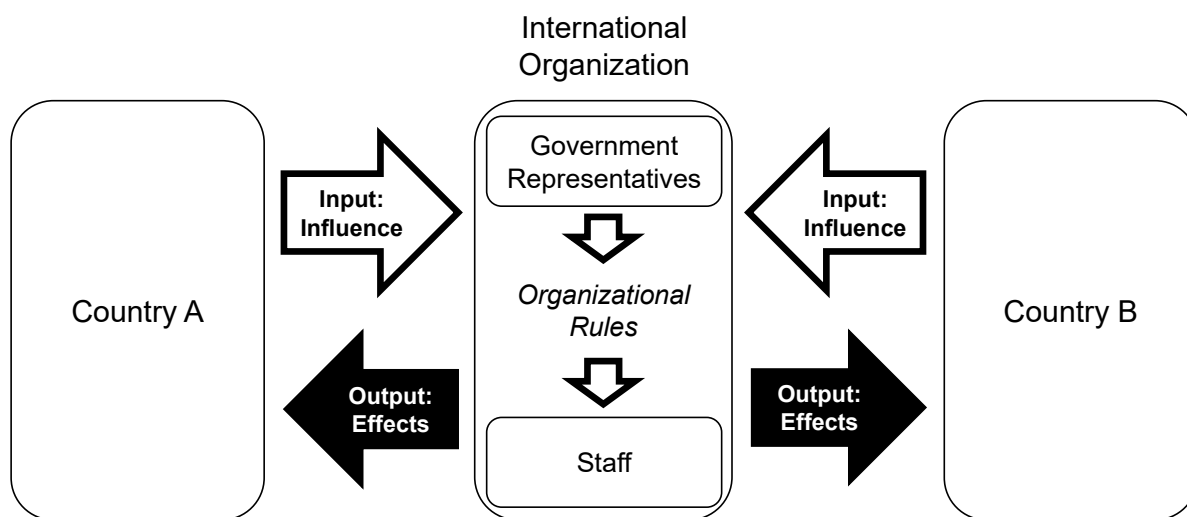 International
Organization
Country A
Input:
Influence
Output:
Effects
Government
Representatives
Organizational
Rules
Staff
Input:
Influence
Output:
Effects
Country B